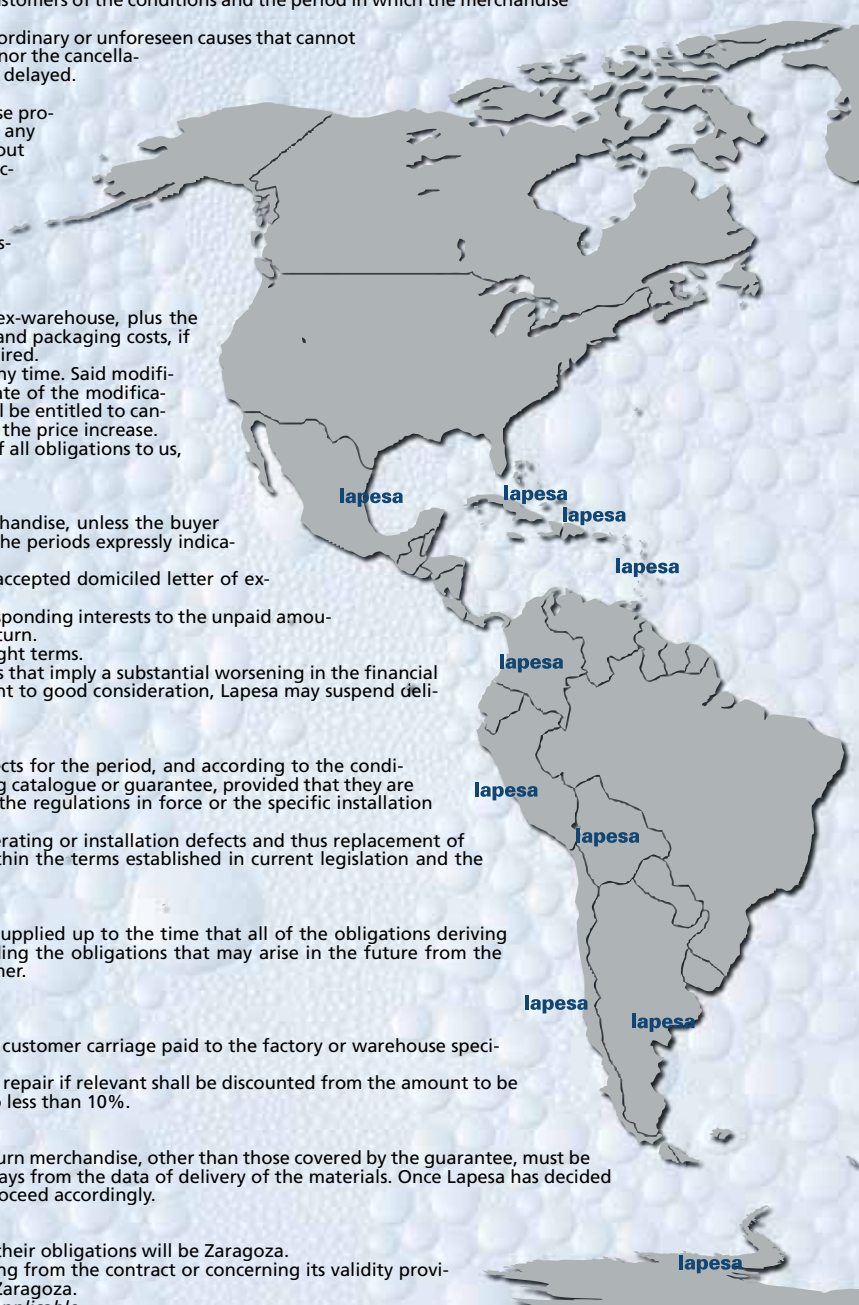 ustomers of the conditions and the period in which the merchandise
ordinary or unforeseen causes that cannot
nor the cancella-
delayed.
se pro-
any
out
c-
s-
ex-warehouse, plus the
and packaging costs, if
ired.
ny time. Said modifi-
te of the modifica-
l be entitled to can-
the price increase.
f all obligations to us,
lapesa
lapesa
lapesa
handise, unless the buyer
he periods expressly indica-
lapesa
accepted domiciled letter of ex-
sponding interests to the unpaid amou-
turn.
ght terms.
s that imply a substantial worsening in the financial
lapesa
nt to good consideration, Lapesa may suspend deli-
cts for the period, and according to the condi-
g catalogue or guarantee, provided that they are
lapesa
the regulations in force or the specific installation
erating or installation defects and thus replacement of
lapesa
thin the terms established in current legislation and the
supplied up to the time that all of the obligations deriving
ding the obligations that may arise in the future from the
ner.
lapesa
lapesa
customer carriage paid to the factory or warehouse speci-
repair if relevant shall be discounted from the amount to be
o less than 10%.
urn merchandise, other than those covered by the guarantee, must be
ays from the data of delivery of the materials. Once Lapesa has decided
oceed accordingly.
their obligations will be Zaragoza.
ng from the contract or concerning its validity provi-
lapesa
Zaragoza.